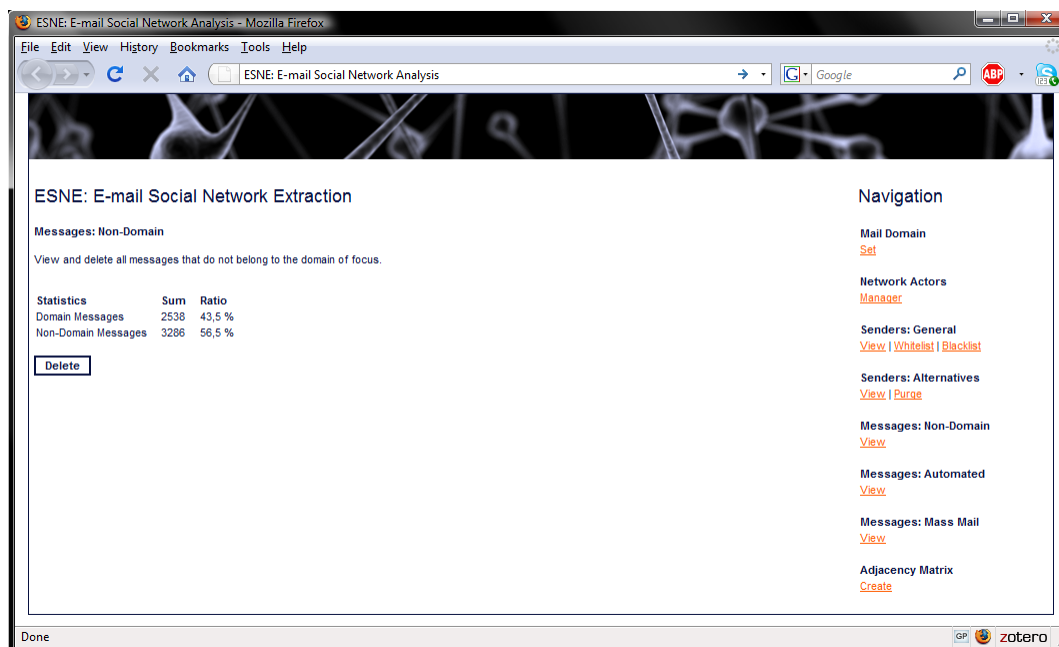 ESNE: E-mail Social Network Analysis - Mozilla Firefox
File Edit View History Bookmarks Tools Help
ESNE: E-mail Social Network Analysis
G Google
ABP
123
ESNE: E-mail Social Network Extraction
Messages: Non-Domain
View and delete all messages that do not belong to the domain of focus.
Statistics Sum Ratio
Domain Messages 2538 43,5 %
Non-Domain Messages 3286 56,5 %
Delete
Navigation
Mail Domain
Set
Network Actors
Manager
Senders: General
View | Whitelist | Blacklist
Senders: Alternatives
View | Purge
Messages: Non-Domain
View
Messages: Automated
View
Messages: Mass Mail
View
Adjacency Matrix
Create
Done
GP zotero